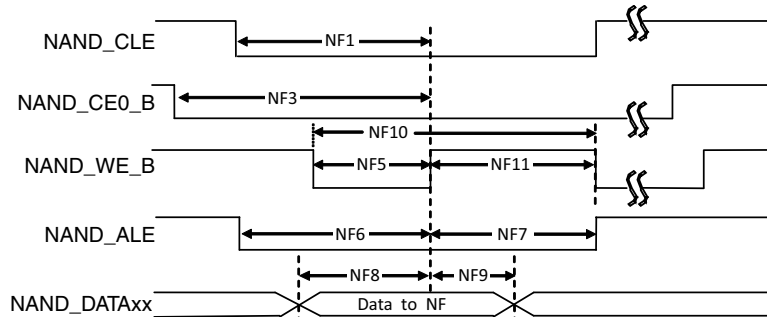 NAND_CLE
NF1
NAND_CE0_B
NF3
NF10
NAND_WE_B
NF5
NF11
NAND_ALE
NF6
NF7
NF8
NF9
NAND_DATAxx
Data to NF